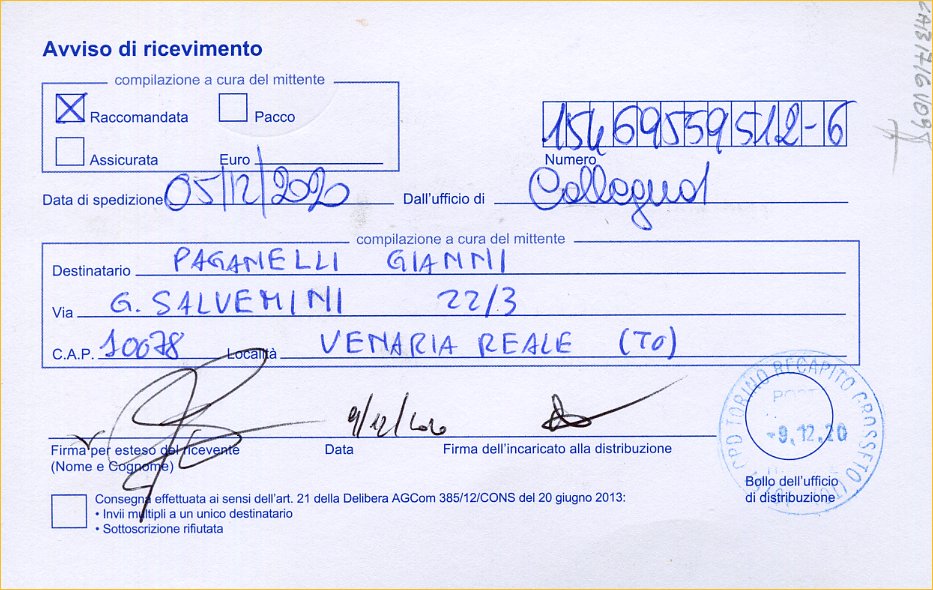 Avviso di ricevimento
compilazione a cura del mittente
Raccomandata Pacco
Assicurata Euro
15469559512-6
Numero
Data di spedizione 05/12/2020 Dall'ufficio di
compilazione a cura del mittente
Destinatario PAGANELLI GIANNI
Via G. SALVEMINI 22/3
C.A.P. 10078 Località VENARIA REALE (TO)
9/12/2020
Firma per esteso del ricevente Data Firma dell'incaricato alla distribuzione
(Nome e Cognome)
CPD TORINO RECAPITO GROSSETO
-9.12.20
Bollo dell'ufficio
di distribuzione
Consegna effettuata ai sensi dell'art. 21 della Delibera AGCom 385/12/CONS del 20 giugno 2013:
• Invii multipli a un unico destinatario
• Sottoscrizione rifiutata